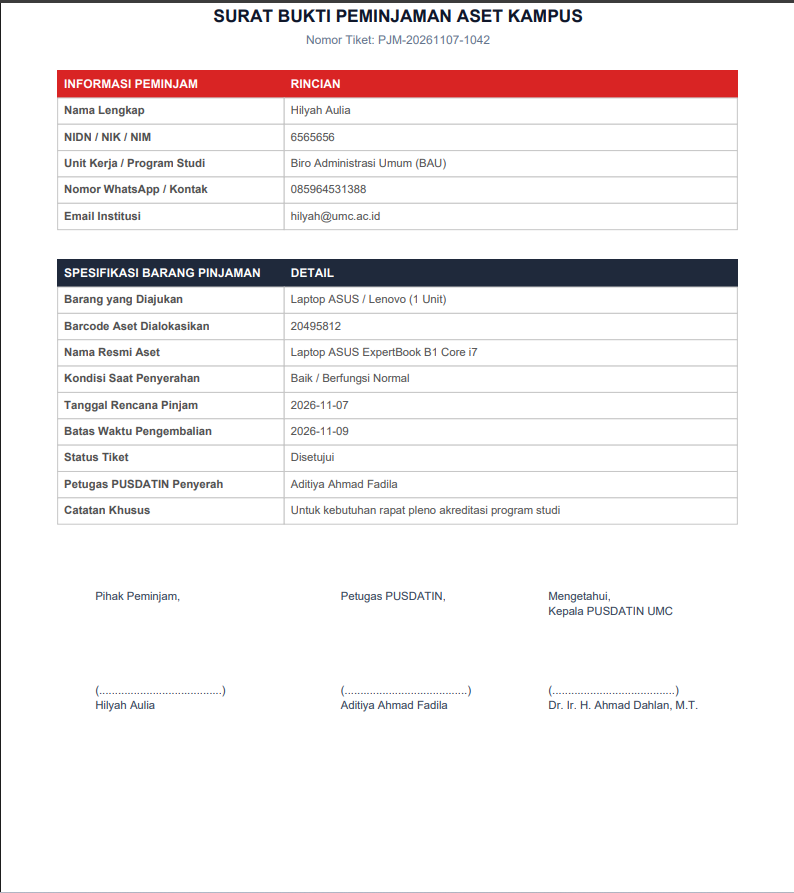 SURAT BUKTI PEMINJAMAN ASET KAMPUS
Nomor Tiket: PJM-20261107-1042
INFORMASI PEMINJAM RINCIAN
Nama Lengkap Hilyah Aulia
NIDN / NIK / NIM 6565656
Unit Kerja / Program Studi Biro Administrasi Umum (BAU)
Nomor WhatsApp / Kontak 085964531388
Email Institusi hilyah@umc.ac.id
SPESIFIKASI BARANG PINJAMAN DETAIL
Barang yang Diajukan Laptop ASUS / Lenovo (1 Unit)
Barcode Aset Dialokasikan 20495812
Nama Resmi Aset Laptop ASUS ExpertBook B1 Core i7
Kondisi Saat Penyerahan Baik / Berfungsi Normal
Tanggal Rencana Pinjam 2026-11-07
Batas Waktu Pengembalian 2026-11-09
Status Tiket Disetujui
Petugas PUSDATIN Penyerah Aditiya Ahmad Fadila
Catatan Khusus Untuk kebutuhan rapat pleno akreditasi program studi
Pihak Peminjam, Petugas PUSDATIN, Mengetahui,
Kepala PUSDATIN UMC
(.......................................) (.......................................) (.......................................)
Hilyah Aulia Aditiya Ahmad Fadila Dr. Ir. H. Ahmad Dahlan, M.T.